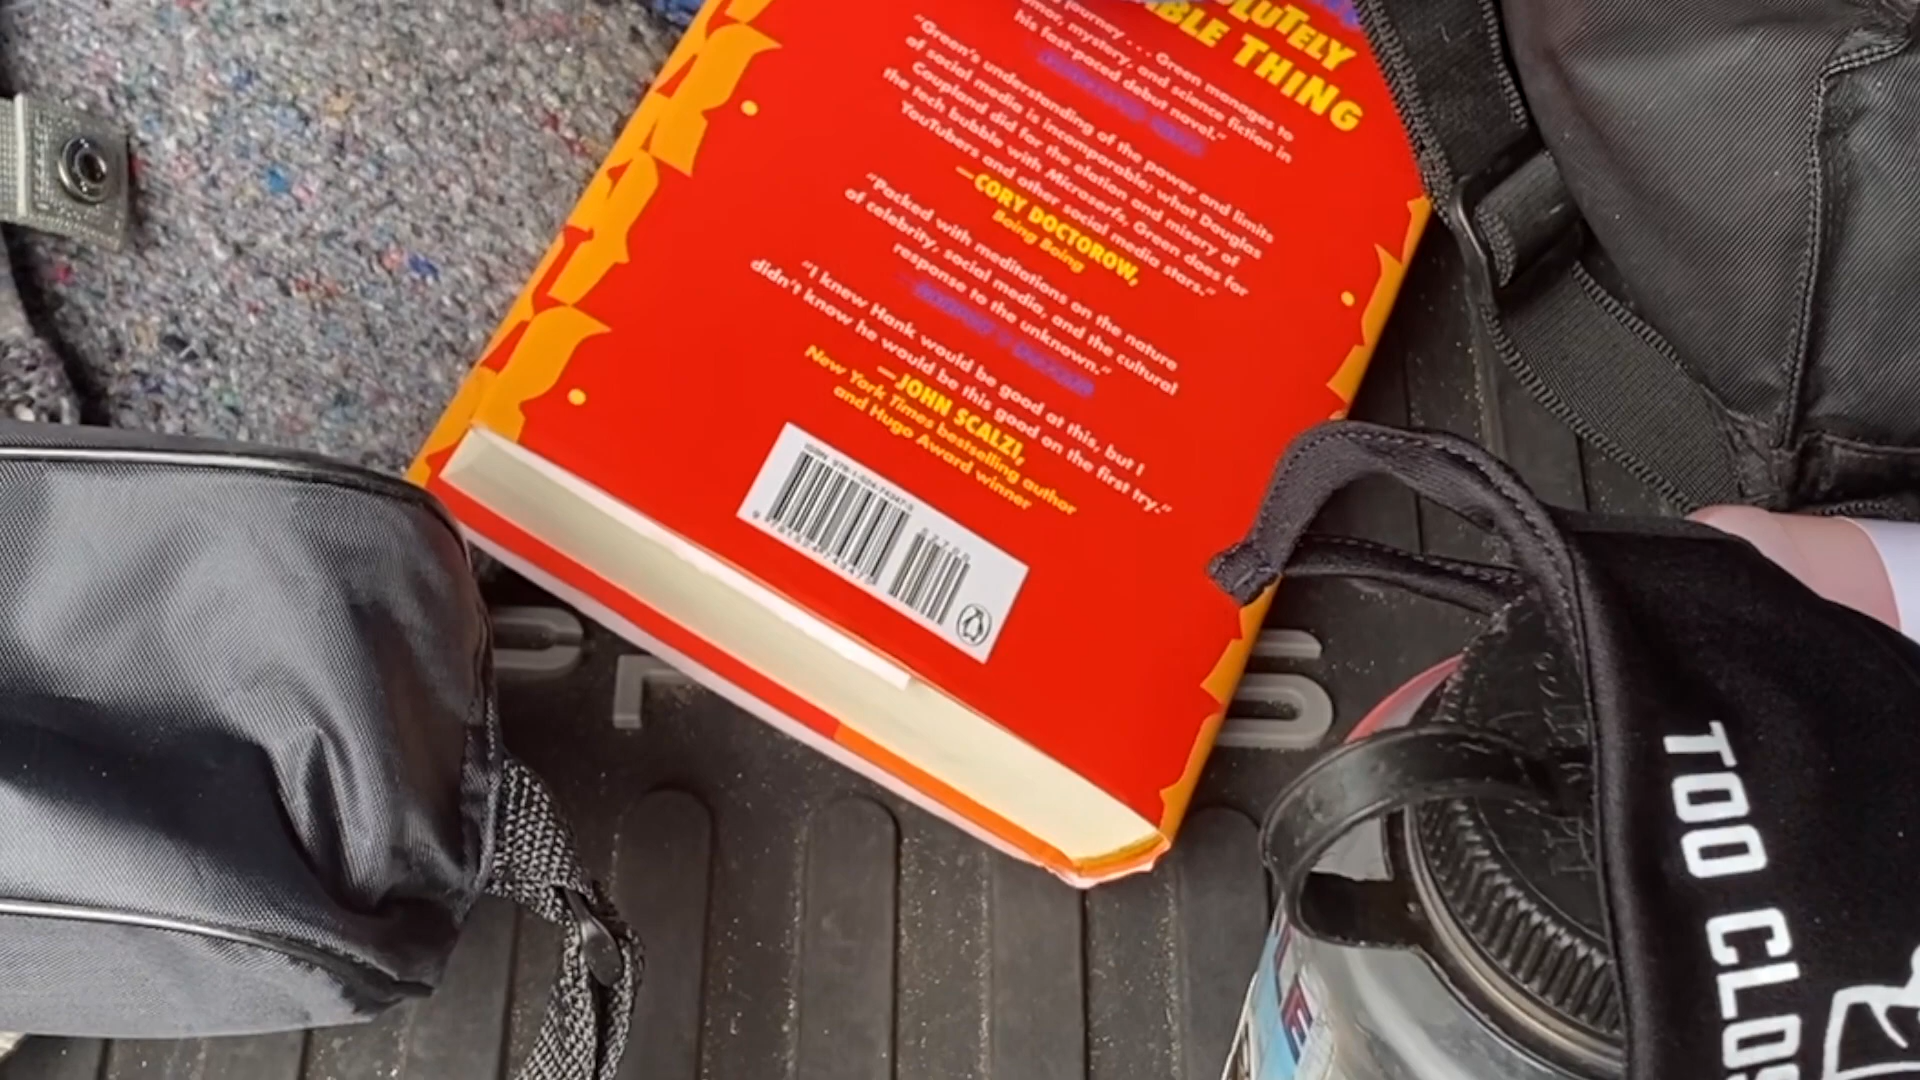 OLUTELY
BLE THING
journey . . . Green manages to
mor, mystery, and science fiction in
his fast-paced debut novel."
"Green's understanding of the power and limits
of social media is incomparable; what Douglas
Coupland did for the elation and misery of
the tech bubble with Microserfs, Green does for
YouTubers and other social media stars."
—CORY DOCTOROW,
Boing Boing
"Packed with meditations on the nature
of celebrity, social media, and the cultural
response to the unknown."
"I knew Hank would be good at this, but I
didn't know he would be this good on the first try."
—JOHN SCALZI,
New York Times bestselling author
and Hugo Award winner
TOO CLOS